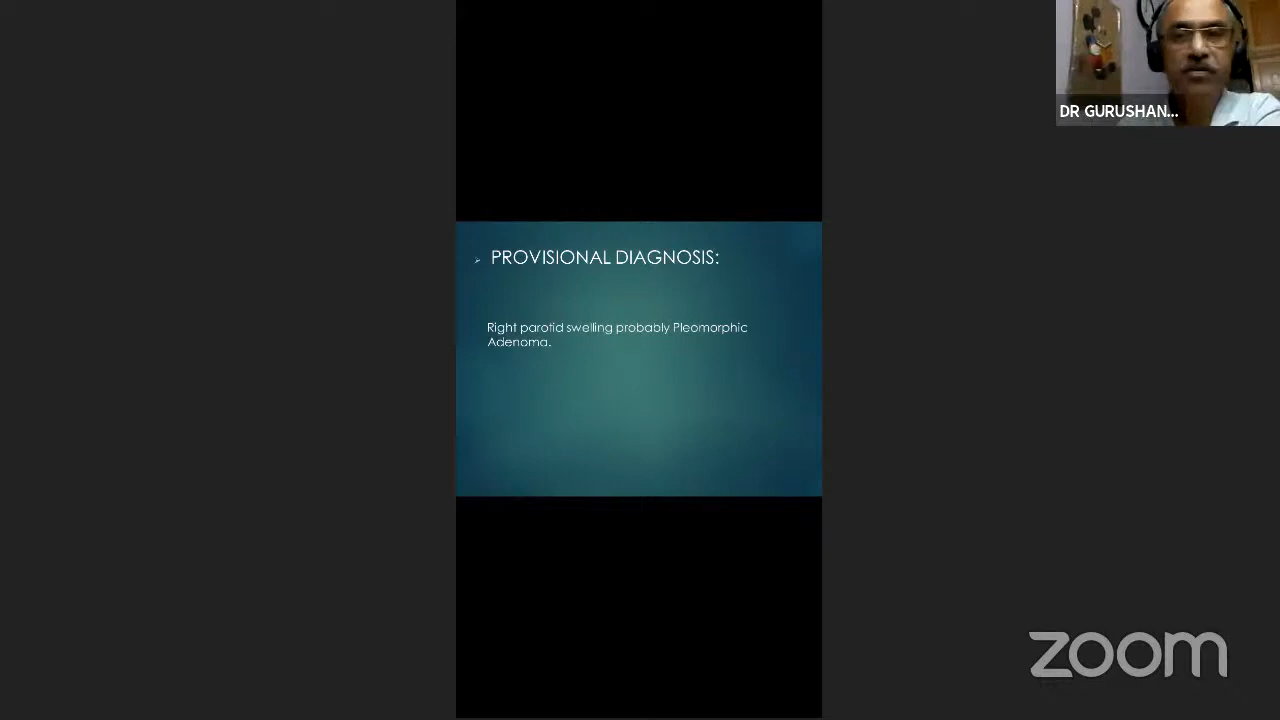 DR GURUSHAN...
➢ PROVISIONAL DIAGNOSIS:
Right parotid swelling probably Pleomorphic
Adenoma.
zoom